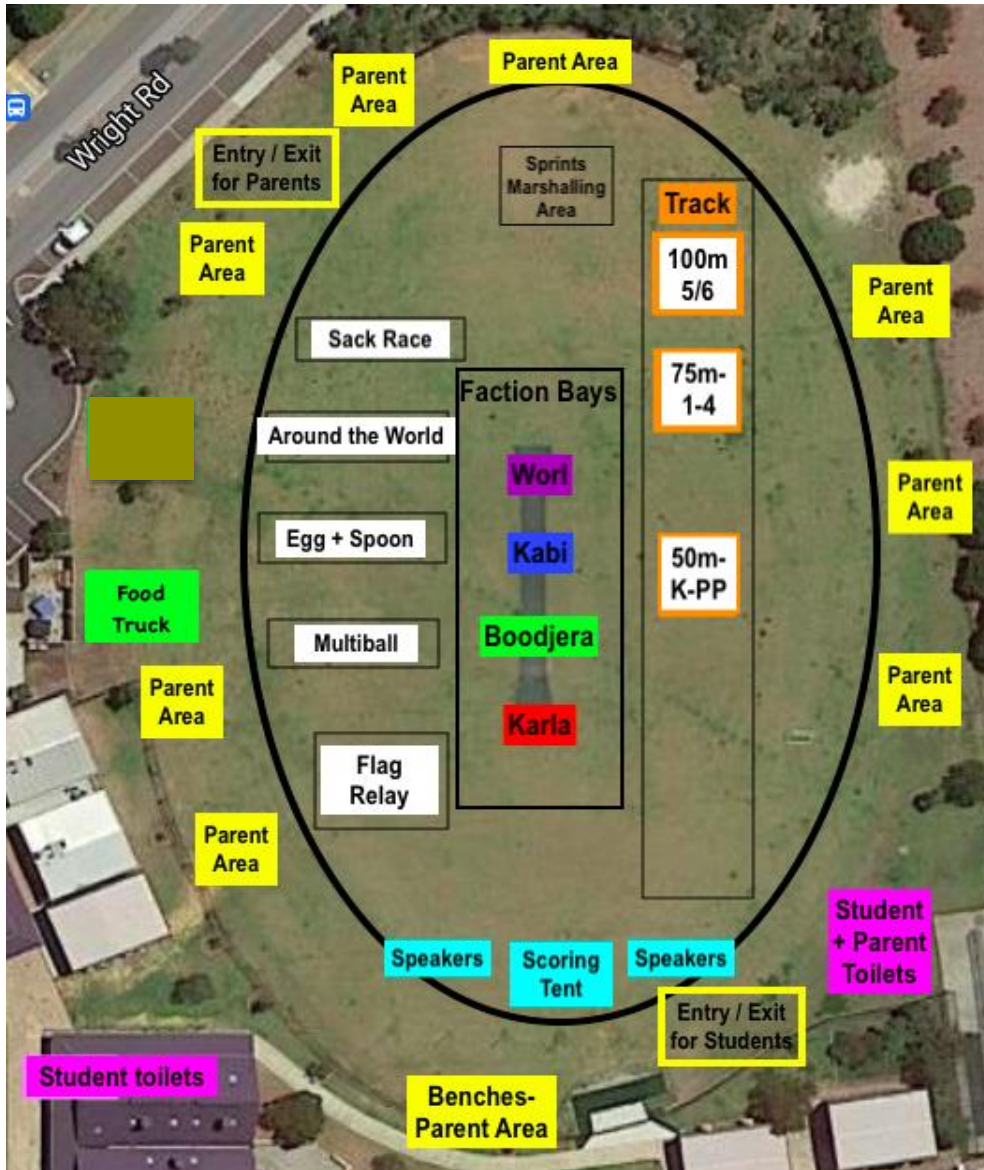 Parent Area
Parent
Area
Wright Rd
Entry / Exit
for Parents
Sprints
Marshalling
Area
Track
Parent
Area
100m
5/6
Parent
Area
Sack Race
75m-
1-4
Faction Bays
Around the World
Worl
Parent
Area
Egg + Spoon
Kabi
50m-
K-PP
Food
Truck
Multiball
Boodjera
Parent
Area
Parent
Area
Karla
Flag
Relay
Parent
Area
Student
+ Parent
Toilets
Speakers
Scoring
Tent
Speakers
Entry / Exit
for Students
Student toilets
Benches-
Parent Area